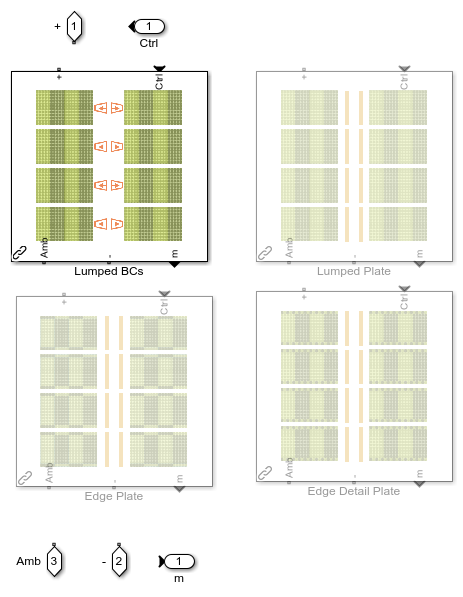 + 1 1
Ctrl
+ Ctrl
Amb - m
Lumped BCs
+ Ctrl
Amb - m
Lumped Plate
+ Ctrl
Amb - m
Edge Plate
+ Ctrl
Amb - m
Edge Detail Plate
Amb 3 - 2 1
m